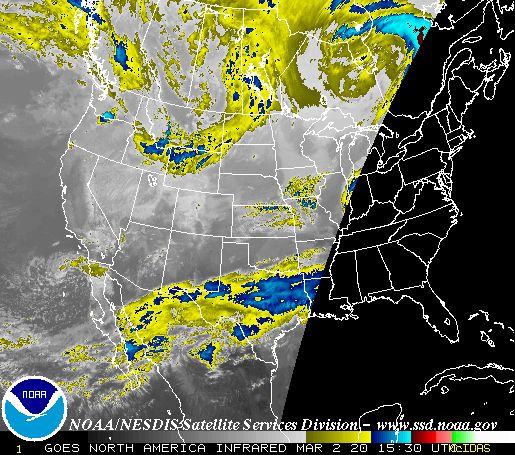 NOAA
NOAA/NESDIS Satellite Services Division - www.ssd.noaa.gov
1 GOES NORTH AMERICA INFRARED MAR 2 20 15:30 UTC McIDAS